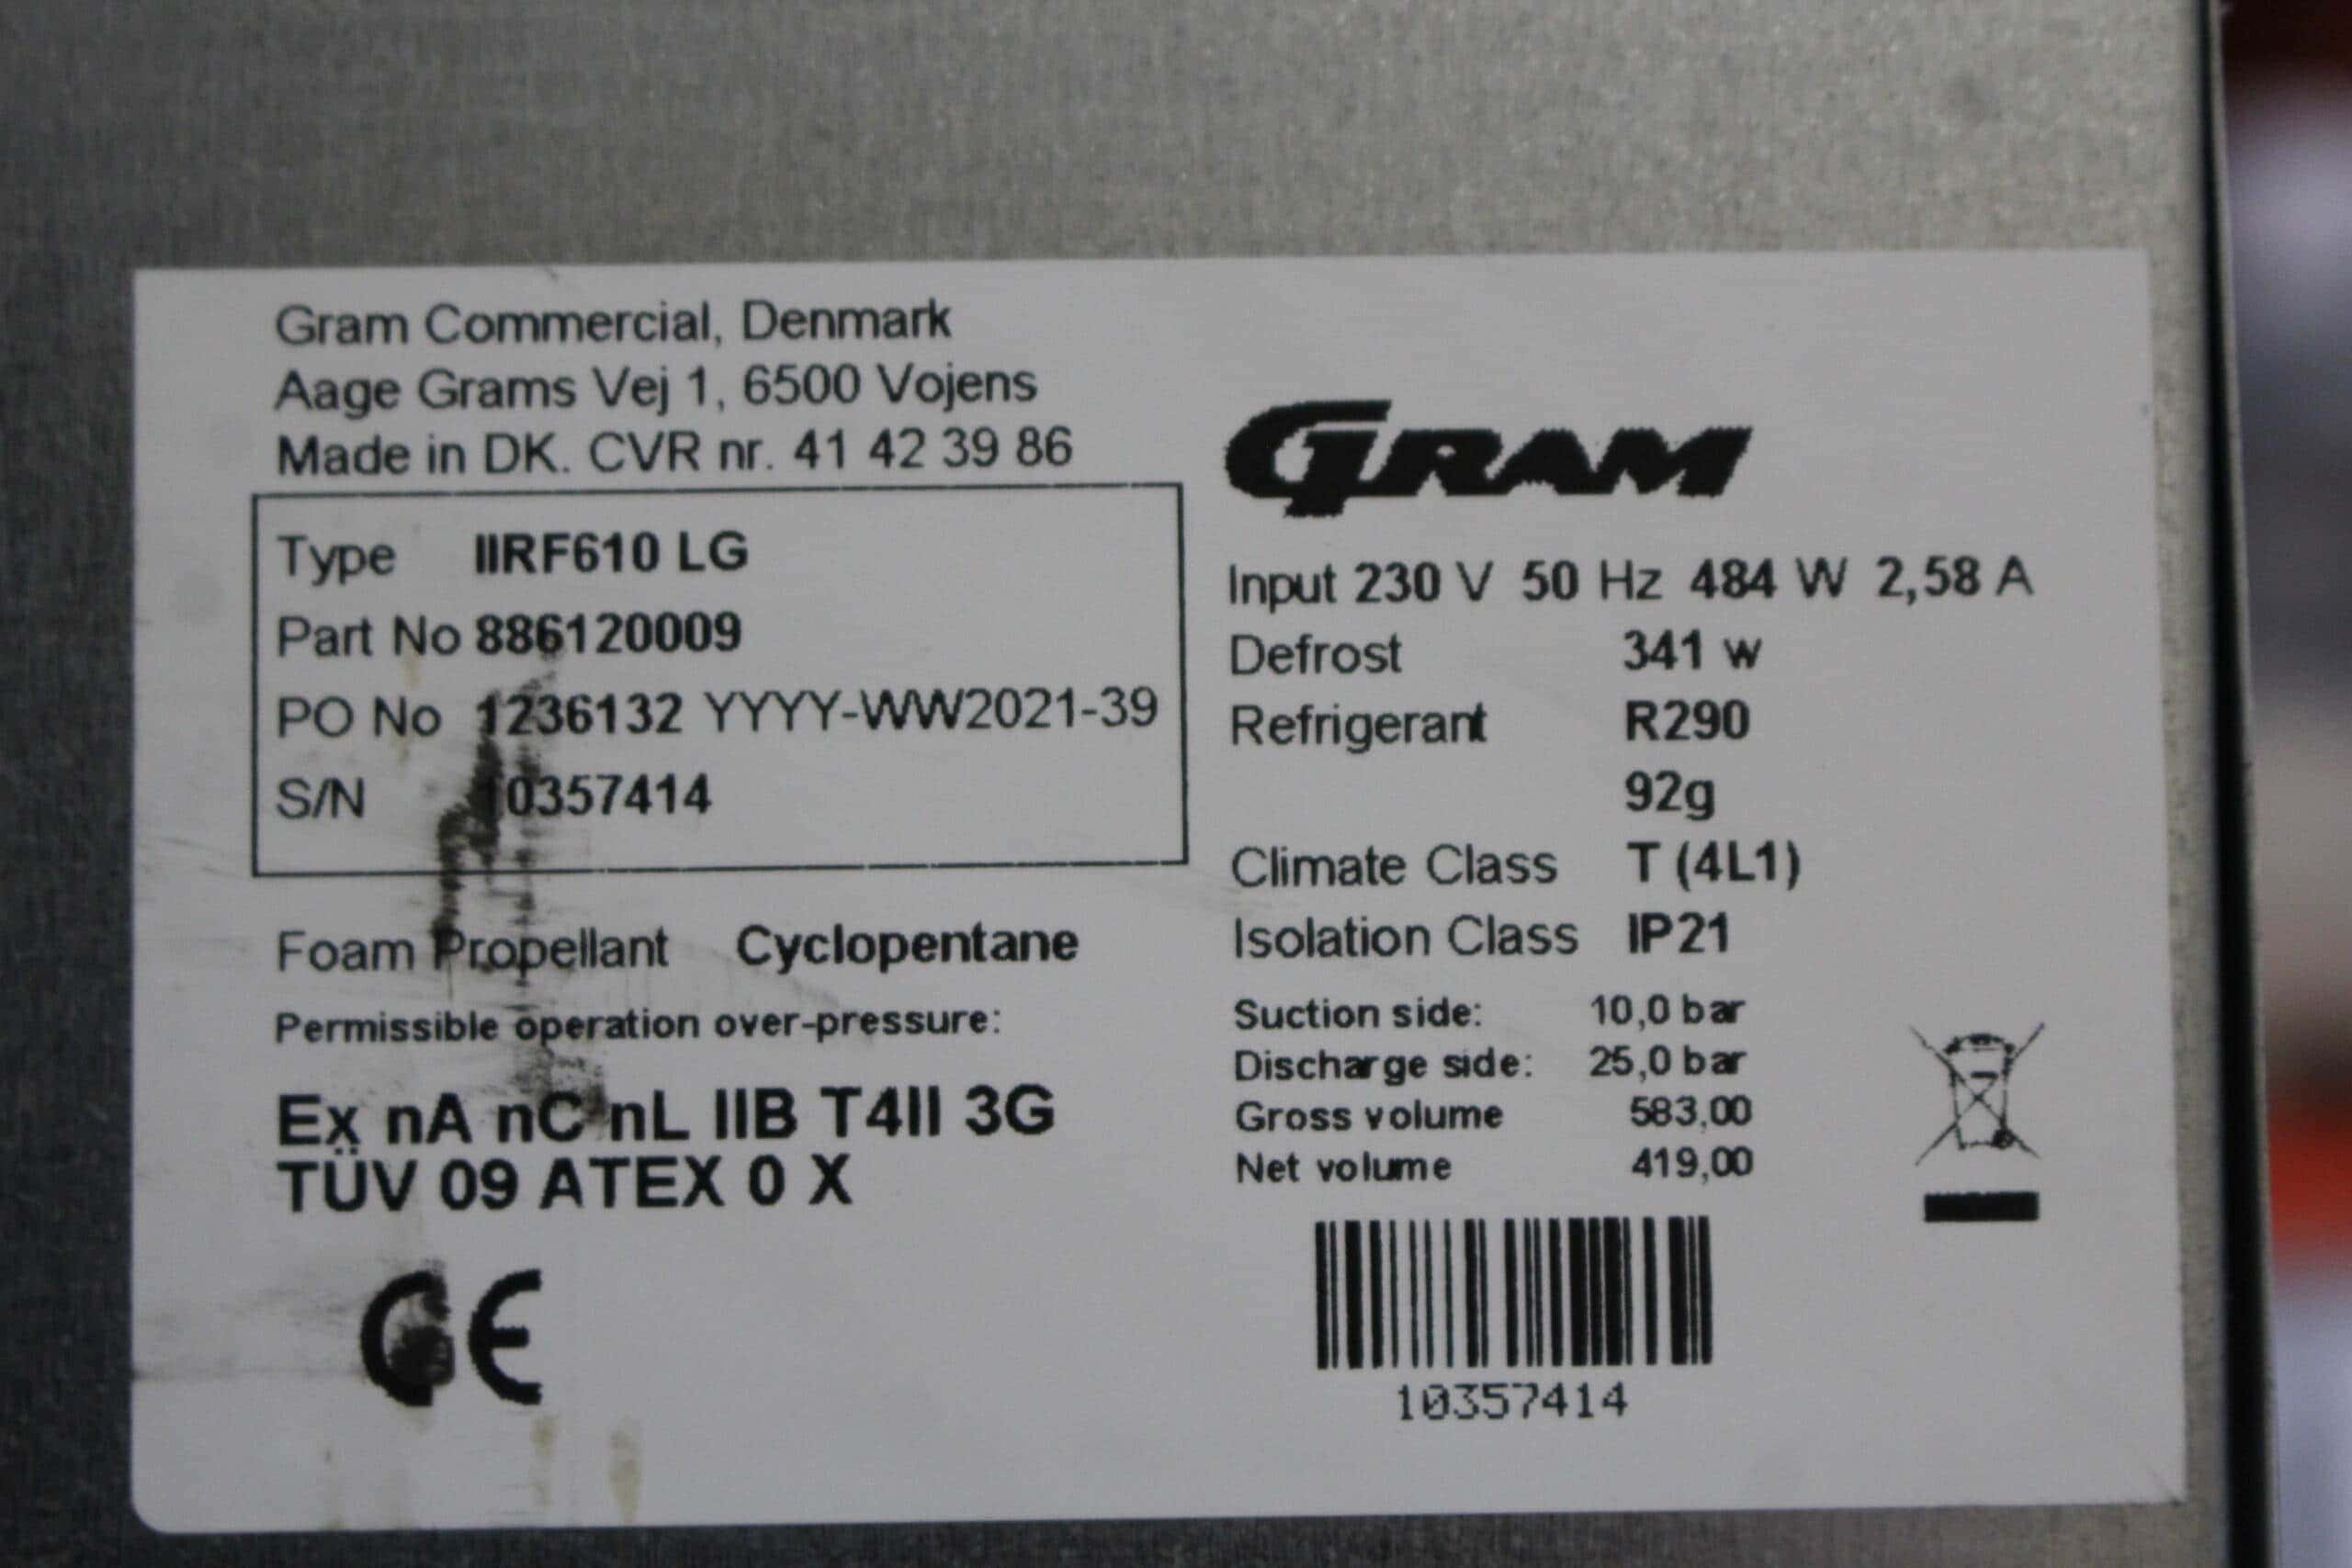 Gram Commercial, Denmark
Aage Grams Vej 1, 6500 Vojens
Made in DK. CVR nr. 41 42 39 86
Type IIRF610 LG
Part No 886120009
PO No 1236132 YYYY-WW2021-39
S/N 10357414
Foam Propellant Cyclopentane
Permissible operation over-pressure:
Ex nA nC nL IIB T4II 3G
TÜV 09 ATEX 0 X
CE
GRAM
Input 230 V 50 Hz 484 W 2,58 A
Defrost 341 w
Refrigerant R290
92g
Climate Class T (4L1)
Isolation Class IP21
Suction side: 10,0 bar
Discharge side: 25,0 bar
Gross volume 583,00
Net volume 419,00
10357414